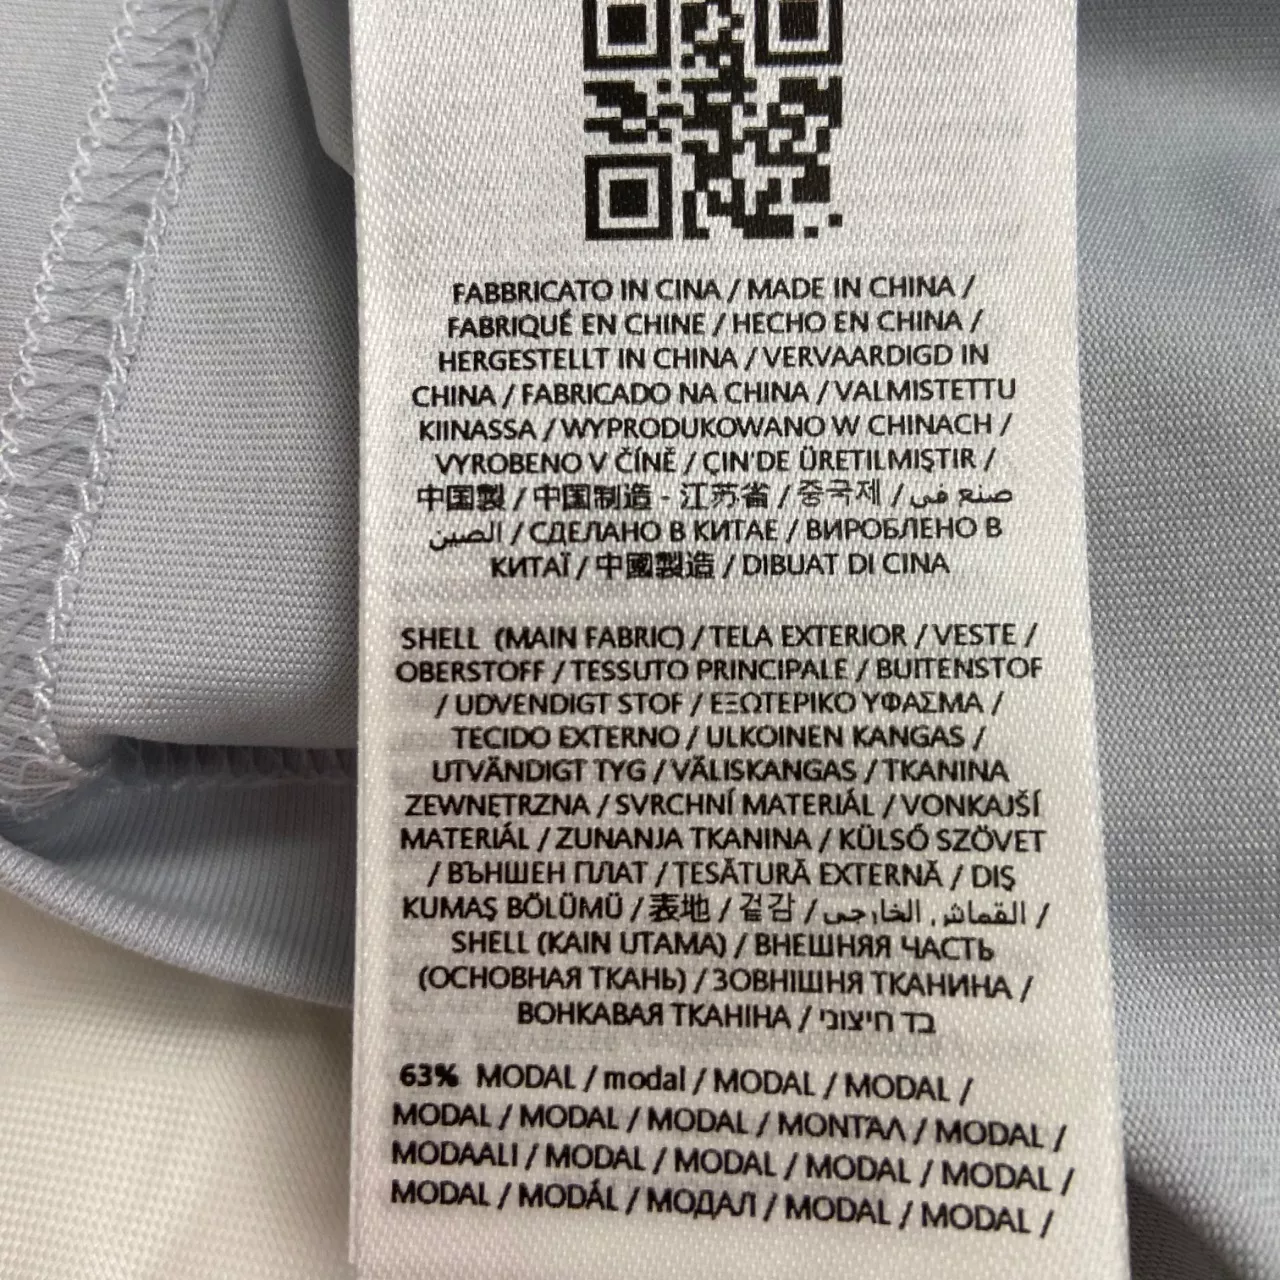 FABBRICATO IN CINA / MADE IN CHINA /
FABRIQUÉ EN CHINE / HECHO EN CHINA /
HERGESTELLT IN CHINA / VERVAARDIGD IN
CHINA / FABRICADO NA CHINA / VALMISTETTU
KIINASSA / WYPRODUKOWANO W CHINACH /
VYROBENO V ČÍNĚ / ÇIN'DE ÜRETILMIŞTIR /
中国製 / 中国制造 - 江苏省 / 중국제 / صنع في
الصين / СДЕЛАНО В КИТАЕ / ВИРОБЛЕНО В
КИТАЇ / 中國製造 / DIBUAT DI CINA
SHELL (MAIN FABRIC) / TELA EXTERIOR / VESTE /
OBERSTOFF / TESSUTO PRINCIPALE / BUITENSTOF
/ UDVENDIGT STOF / ΕΞΩΤΕΡΙΚΟ ΥΦΑΣΜΑ /
TECIDO EXTERNO / ULKOINEN KANGAS /
UTVÄNDIGT TYG / VÄLISKANGAS / TKANINA
ZEWNĘTRZNA / SVRCHNÍ MATERIÁL / VONKAJŠÍ
MATERIÁL / ZUNANJA TKANINA / KÜLSŐ SZÖVET
/ ВЪНШЕН ПЛАТ / ŢESĂTURĂ EXTERNĂ / DIŞ
KUMAŞ BÖLÜMÜ / 表地 / 겉감 / القماش الخارجي /
SHELL (KAIN UTAMA) / ВНЕШНЯЯ ЧАСТЬ
(ОСНОВНАЯ ТКАНЬ) / ЗОВНІШНЯ ТКАНИНА /
ВОНКАВАЯ ТКАНІНА / בד חיצוני
63% MODAL / modal / MODAL / MODAL /
MODAL / MODAL / MODAL / ΜΟΝΤΑΛ / MODAL /
MODAALI / MODAL / MODAL / MODAL / MODAL /
MODAL / MODÁL / МОДАЛ / MODAL / MODAL /